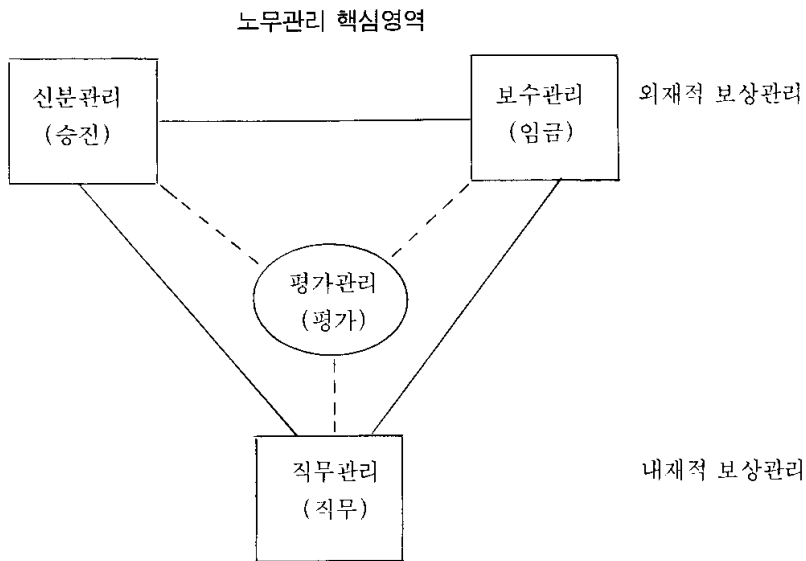 노무관리 핵심영역
신분관리
(승진)
보수관리
(임금)
외재적 보상관리
평가관리
(평가)
직무관리
(직무)
내재적 보상관리